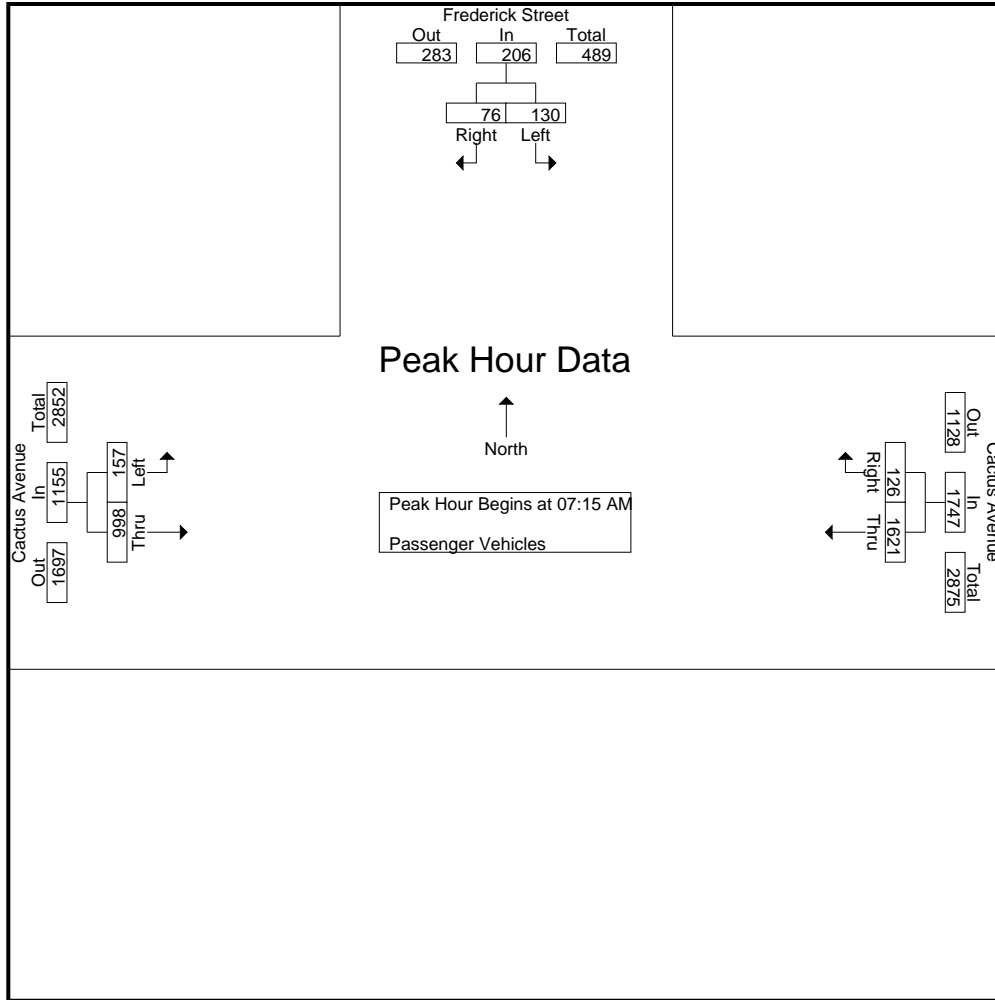 Frederick Street
Out In Total
283 206 489
76 130
Right Left
Peak Hour Data
North
Peak Hour Begins at 07:15 AM
Passenger Vehicles
Cactus Avenue
Total In Out
2852 1155 1697
157 998
Left Thru
Cactus Avenue
Out In Total
1128 1747 2875
126 1621
Right Thru